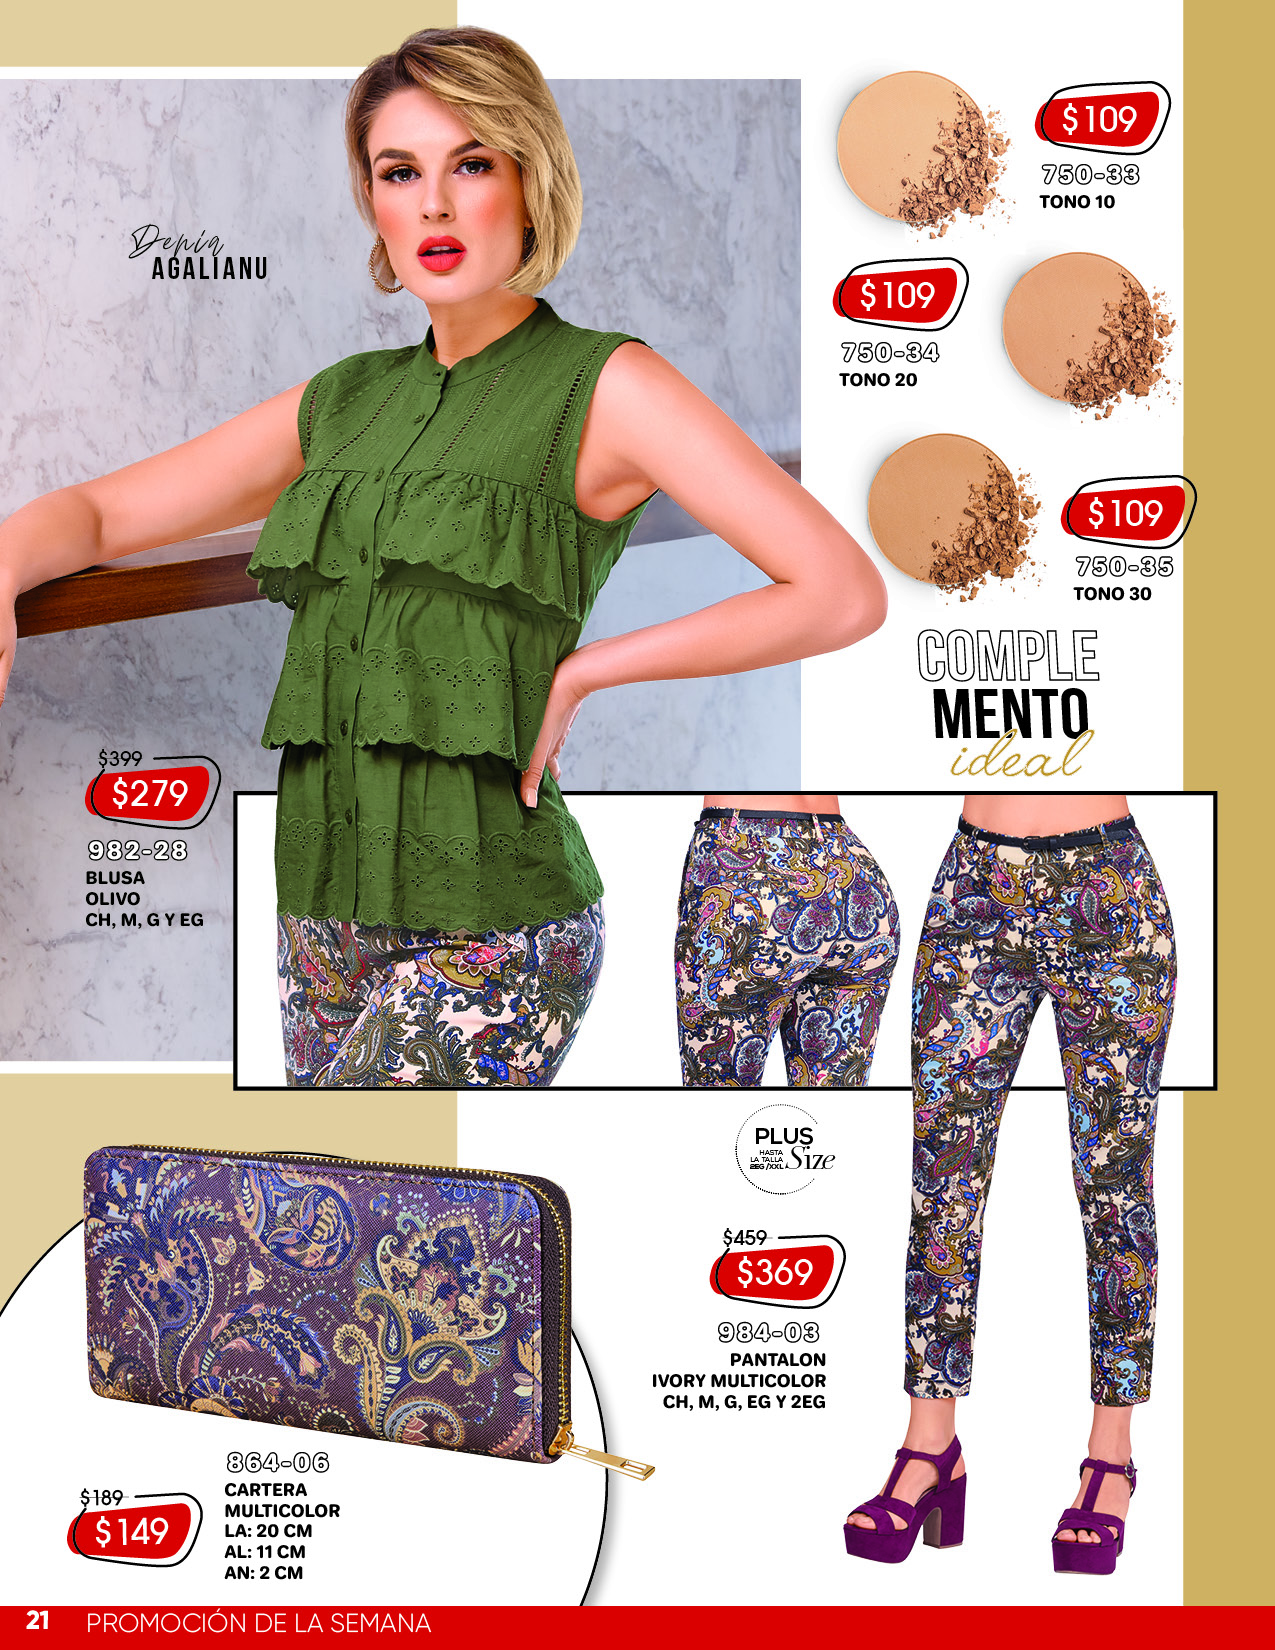 Denia
AGALIANU
$109
750-33
TONO 10
$109
750-34
TONO 20
$109
750-35
TONO 30
COMPLE
MENTO
ideal
$399
$279
982-28
BLUSA
OLIVO
CH, M, G Y EG
PLUS
HASTA
LA TALLA
2EG /XXL
Size
$459
$369
984-03
PANTALON
IVORY MULTICOLOR
CH, M, G, EG Y 2EG
864-06
CARTERA
MULTICOLOR
LA: 20 CM
AL: 11 CM
AN: 2 CM
$189
$149
21 PROMOCIÓN DE LA SEMANA